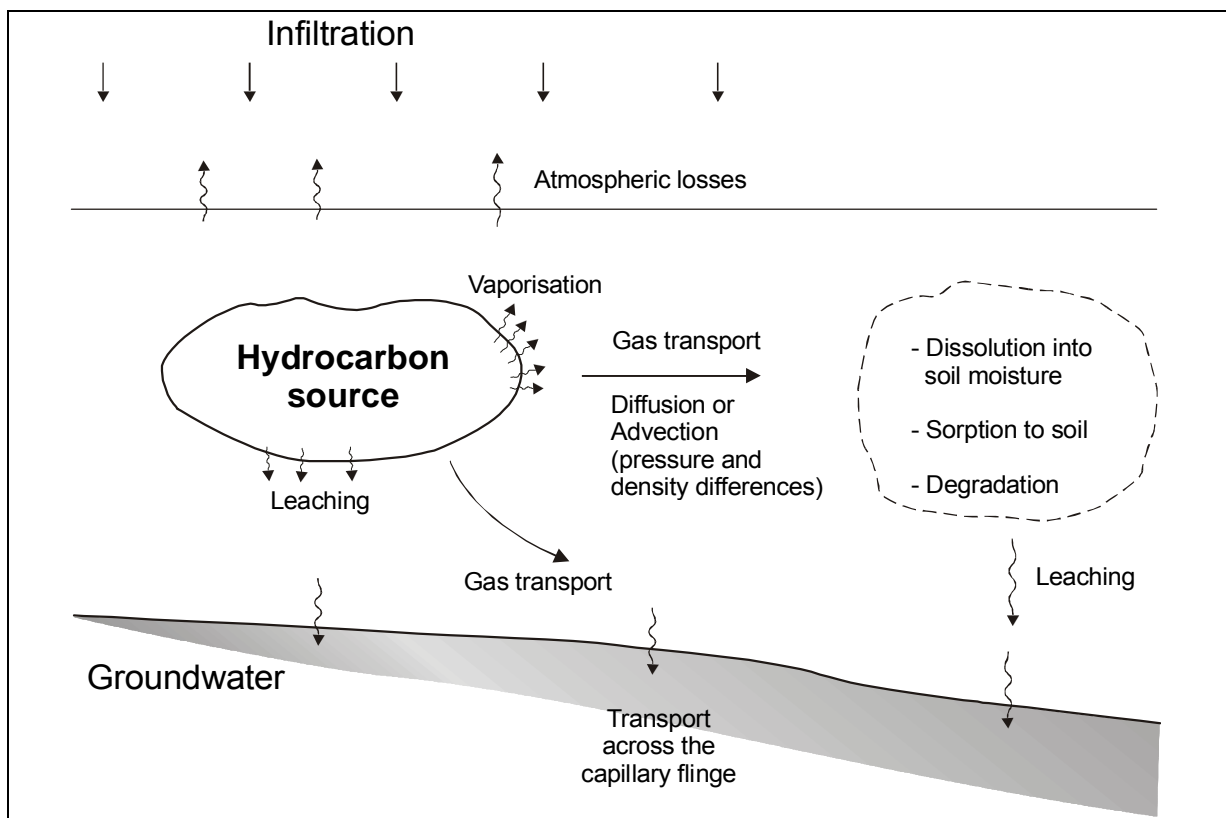 Infiltration
Atmospheric losses
Vaporisation
Hydrocarbon
source
Gas transport
Diffusion or
Advection
(pressure and
density differences)
- Dissolution into
soil moisture
- Sorption to soil
- Degradation
Leaching
Gas transport
Leaching
Groundwater
Transport
across the
capillary flinge